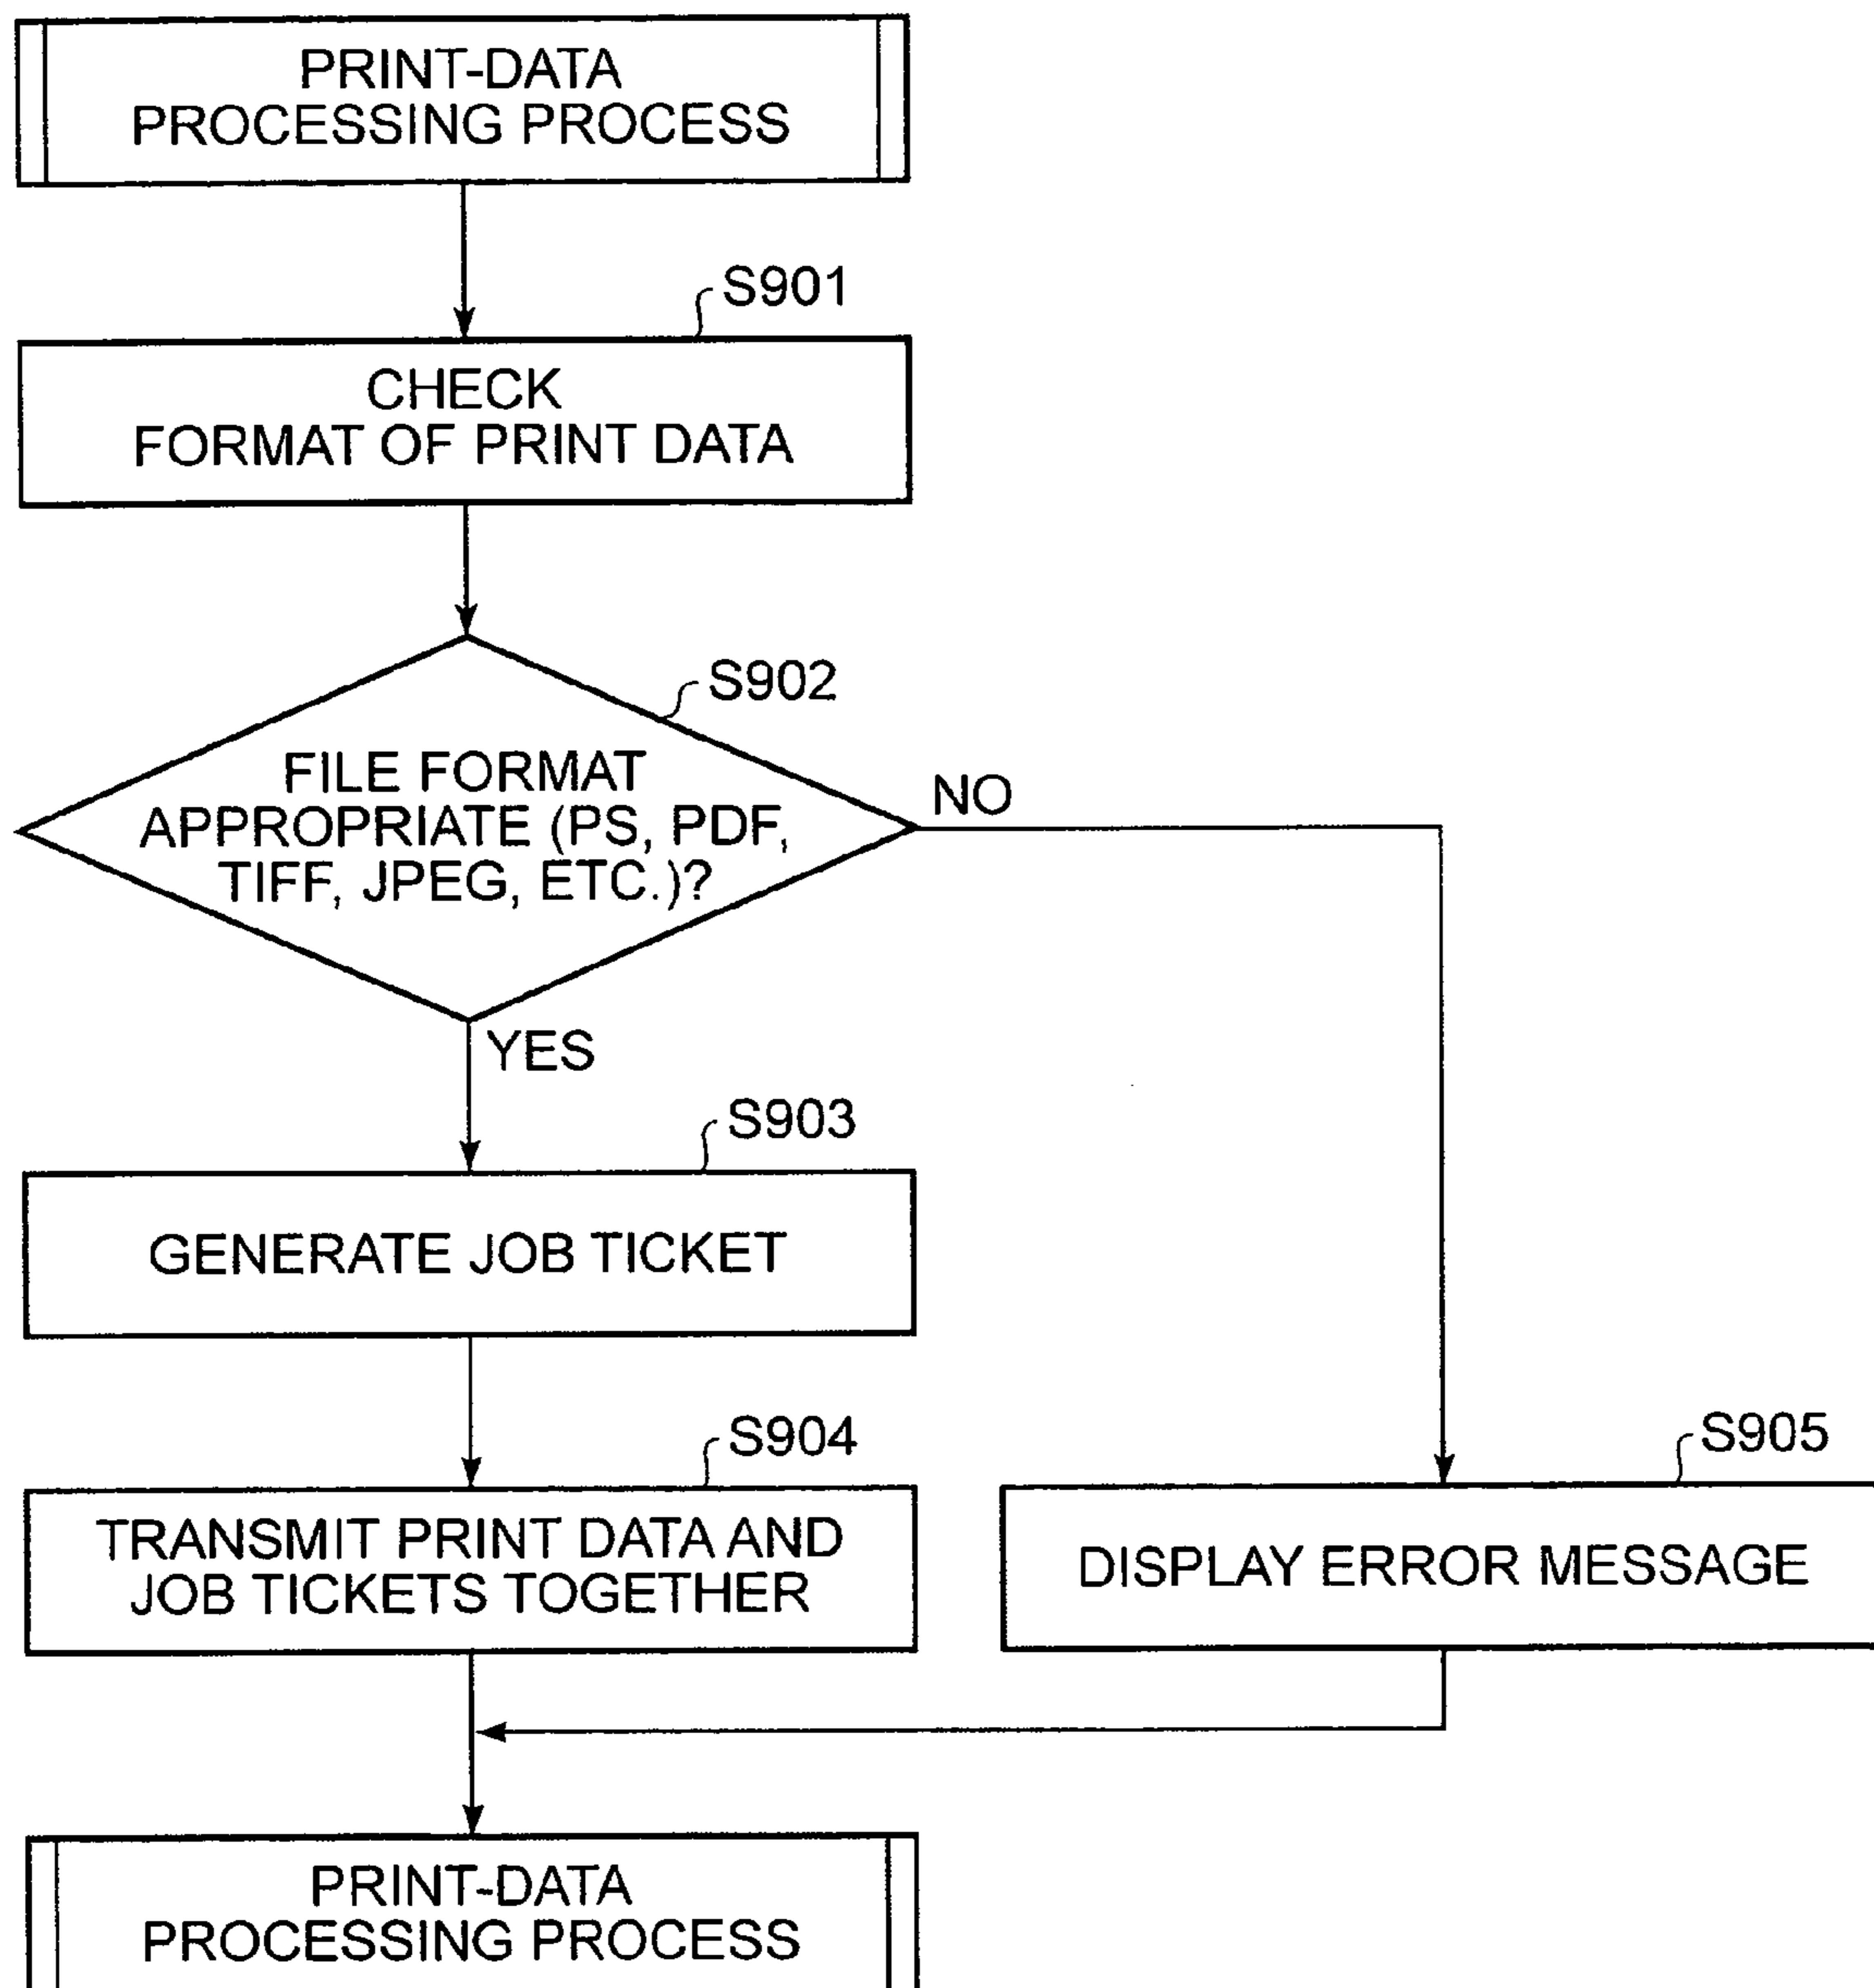 PRINT-DATA
PROCESSING PROCESS
S901
CHECK
FORMAT OF PRINT DATA
S902
FILE FORMAT
APPROPRIATE (PS, PDF,
TIFF, JPEG, ETC.)?
NO
YES
S903
GENERATE JOB TICKET
S904
TRANSMIT PRINT DATA AND
JOB TICKETS TOGETHER
S905
DISPLAY ERROR MESSAGE
PRINT-DATA
PROCESSING PROCESS